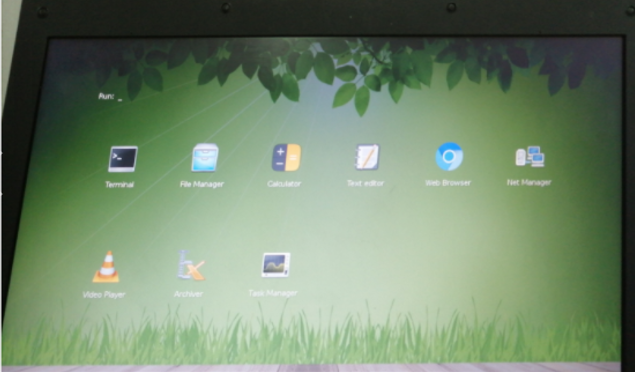 Run: _
Terminal File Manager Calculator Text editor Web Browser Net Manager
Video Player Archiver Task Manager